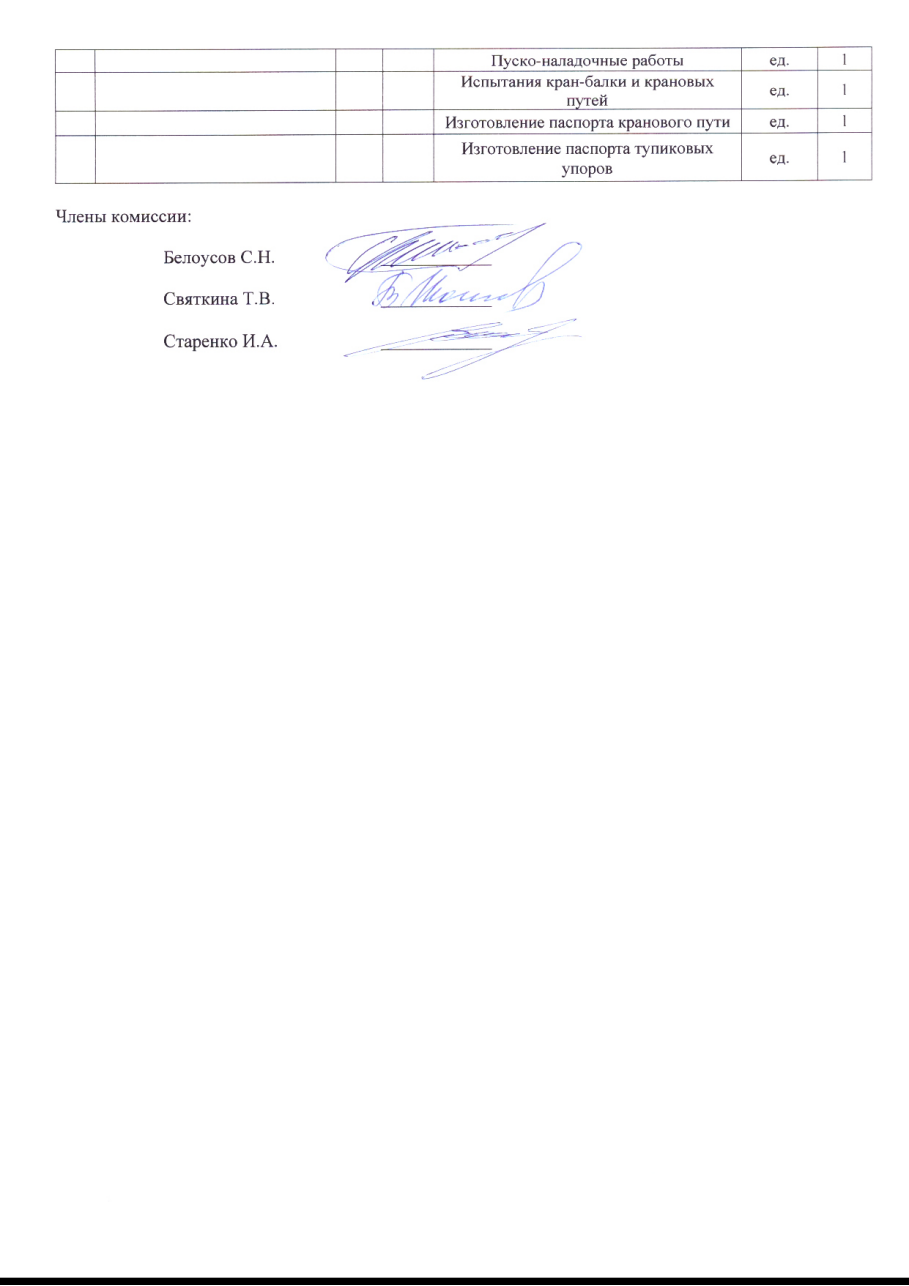 Пуско-наладочные работы ед. 1
Испытания кран-балки и крановых
путей ед. 1
Изготовление паспорта кранового пути ед. 1
Изготовление паспорта тупиковых
упоров ед. 1
Члены комиссии:
Белоусов С.Н.
Святкина Т.В.
Старенко И.А.